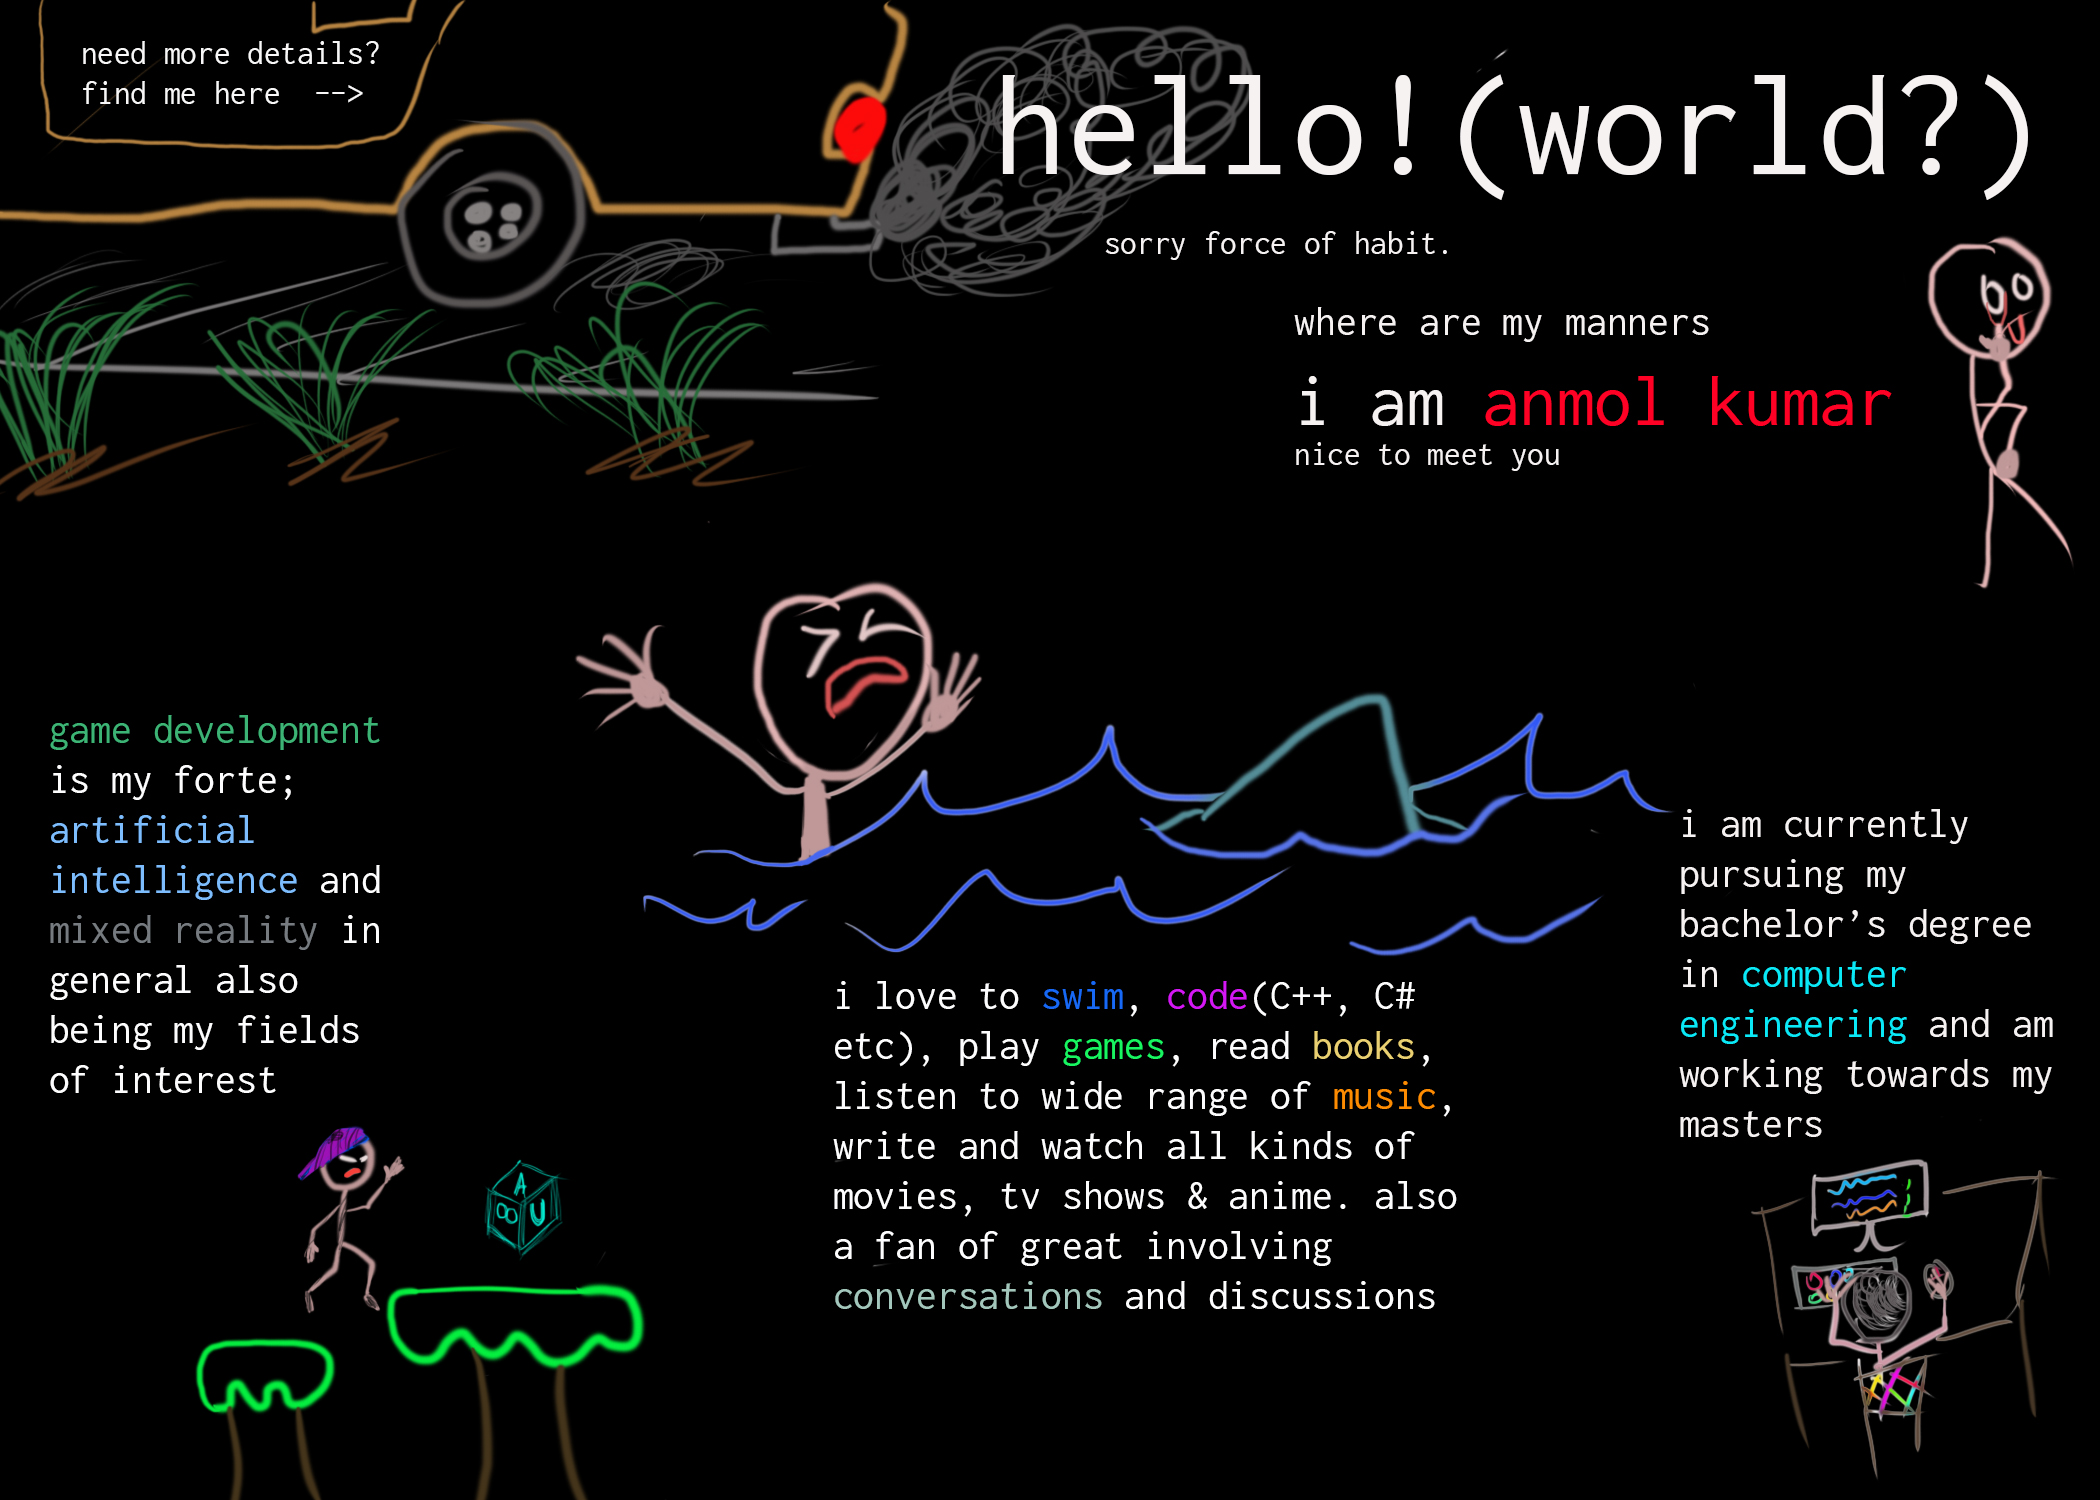 need more details?
find me here  -->
hello!(world?)
sorry force of habit.
where are my manners
i am anmol kumar
nice to meet you
game development
is my forte;
artificial
intelligence and
mixed reality in
general also
being my fields
of interest
i love to swim, code(C++, C#
etc), play games, read books,
listen to wide range of music,
write and watch all kinds of
movies, tv shows & anime. also
a fan of great involving
conversations and discussions
i am currently
pursuing my
bachelor’s degree
in computer
engineering and am
working towards my
masters
A
∞ U